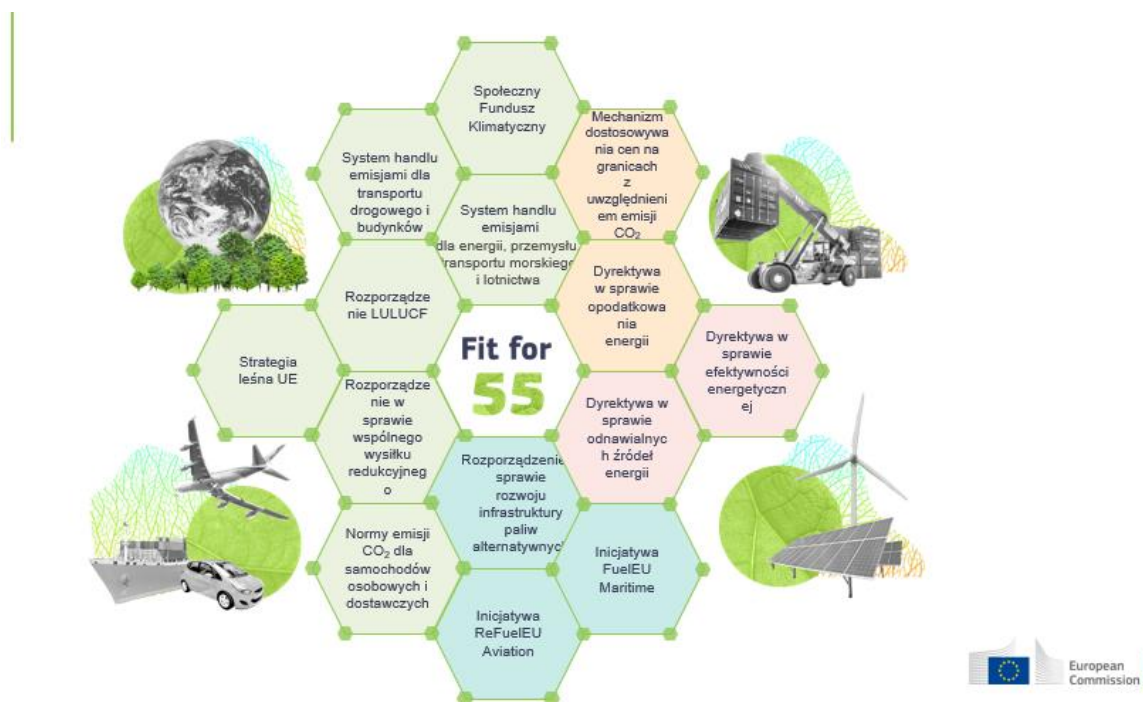 Społeczny
Fundusz
Klimatyczny
Mechanizm
dostosowywa
nia cen na
granicach
z
uwzględnieni
em emisji
CO₂
System handlu
emisjami dla
transportu
drogowego i
budynków
System handlu
emisjami
dla energii, przemysłu
transportu morskiego
i lotnictwa
Rozporządze
nie LULUCF
Dyrektywa
w sprawie
opodatkowa
nia
energii
Strategia
leśna UE
Fit for
55
Dyrektywa w
sprawie
efektywności
energetyczn
ej
Rozporządze
nie w
sprawie
wspólnego
wysiłku
redukcyjneg
o
Dyrektywa w
sprawie
odnawialnyc
h źródeł
energii
Rozporządzenie
sprawie
rozwoju
infrastruktury
paliw
alternatywnyc
Normy emisji
CO₂ dla
samochodów
osobowych i
dostawczych
Inicjatywa
FuelEU
Maritime
Inicjatywa
ReFuelEU
Aviation
European
Commission